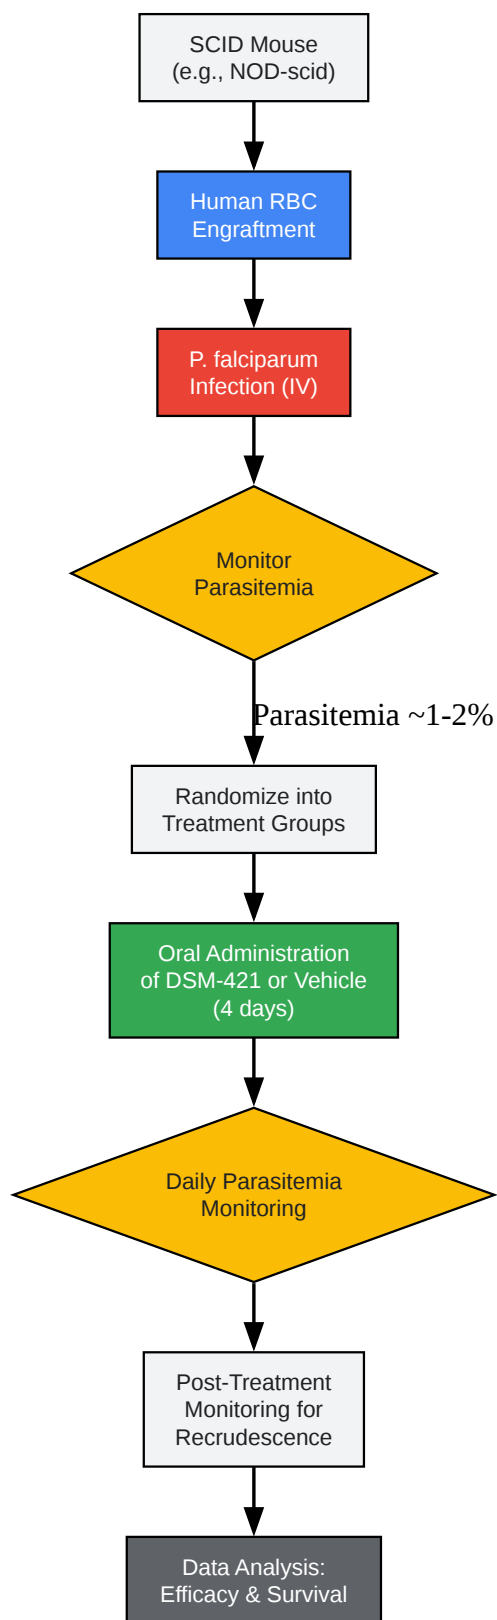 SCID Mouse
(e.g., NOD-scid)
Human RBC
Engraftment
P. falciparum
Infection (IV)
Monitor
Parasitemia
Parasitemia ~1-2%
Randomize into
Treatment Groups
Oral Administration
of DSM-421 or Vehicle
(4 days)
Daily Parasitemia
Monitoring
Post-Treatment
Monitoring for
Recrudescence
Data Analysis:
Efficacy & Survival